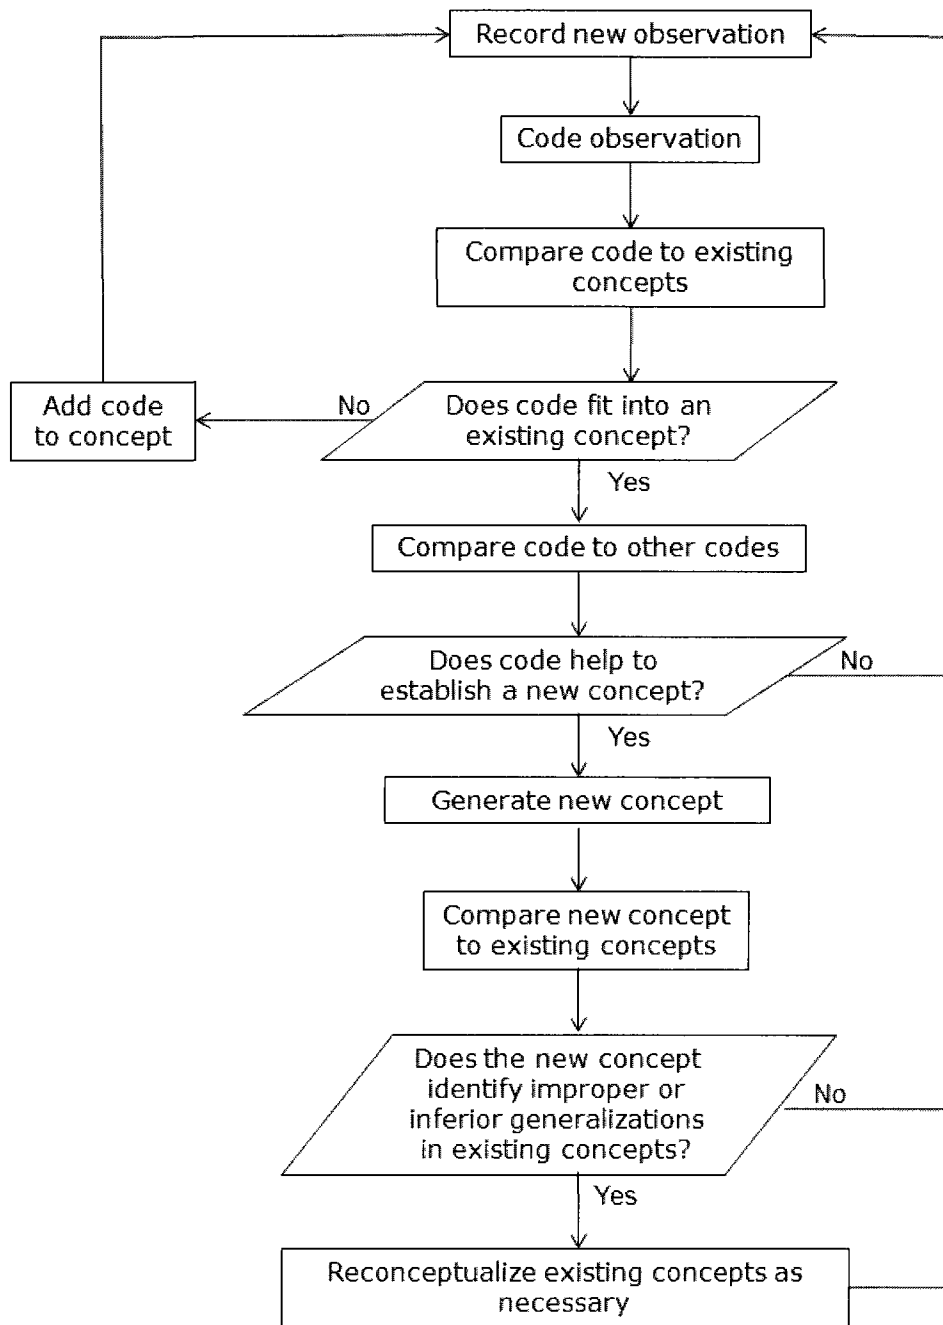 Record new observation
Code observation
Compare code to existing
concepts
Does code fit into an
existing concept?
No
Add code
to concept
Yes
Compare code to other codes
Does code help to
establish a new concept?
No
Yes
Generate new concept
Compare new concept
to existing concepts
Does the new concept
identify improper or
inferior generalizations
in existing concepts?
No
Yes
Reconceptualize existing concepts as
necessary